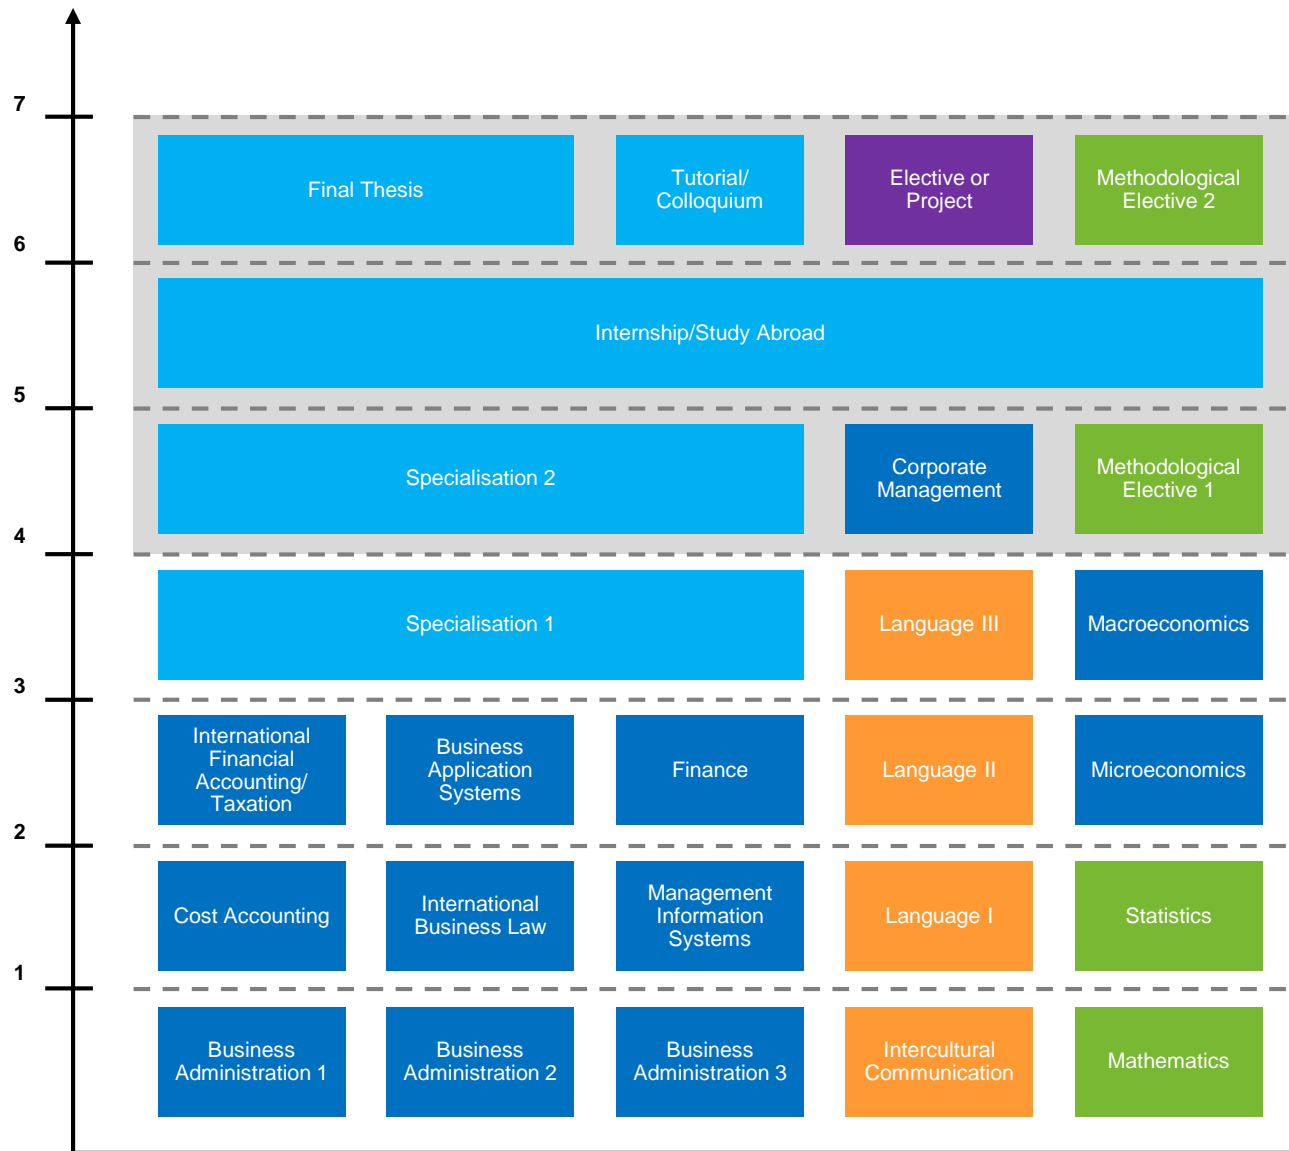 7
Final Thesis
Tutorial/
Colloquium
Elective or
Project
Methodological
Elective 2
6
Internship/Study Abroad
5
Specialisation 2
Corporate
Management
Methodological
Elective 1
4
Specialisation 1
Language III
Macroeconomics
3
International
Financial
Accounting/
Taxation
Business
Application
Systems
Finance
Language II
Microeconomics
2
Cost Accounting
International
Business Law
Management
Information
Systems
Language I
Statistics
1
Business
Administration 1
Business
Administration 2
Business
Administration 3
Intercultural
Communication
Mathematics